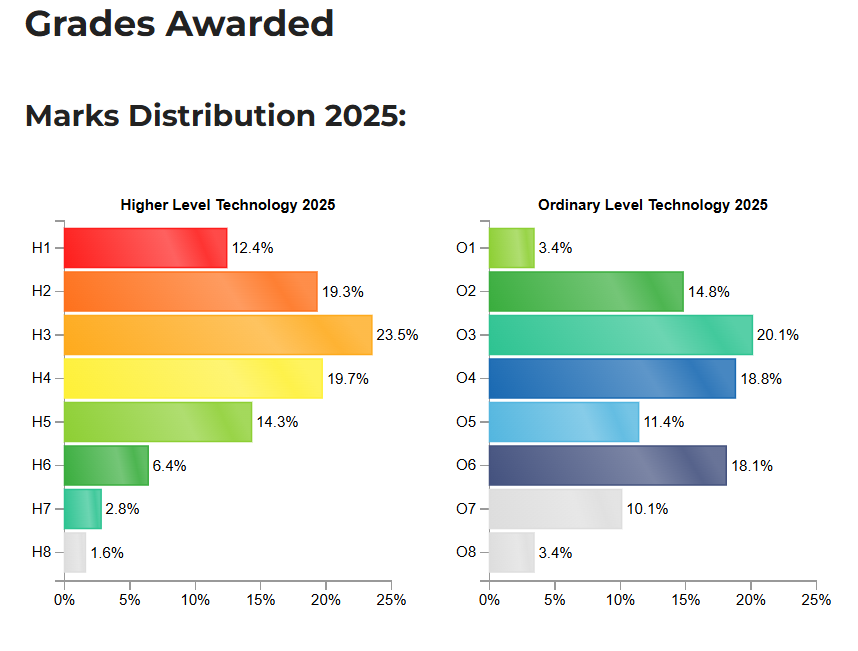 Grades Awarded
Marks Distribution 2025:
Higher Level Technology 2025
H1 12.4%
H2 19.3%
H3 23.5%
H4 19.7%
H5 14.3%
H6 6.4%
H7 2.8%
H8 1.6%
0% 5% 10% 15% 20% 25%
Ordinary Level Technology 2025
O1 3.4%
O2 14.8%
O3 20.1%
O4 18.8%
O5 11.4%
O6 18.1%
O7 10.1%
O8 3.4%
0% 5% 10% 15% 20% 25%